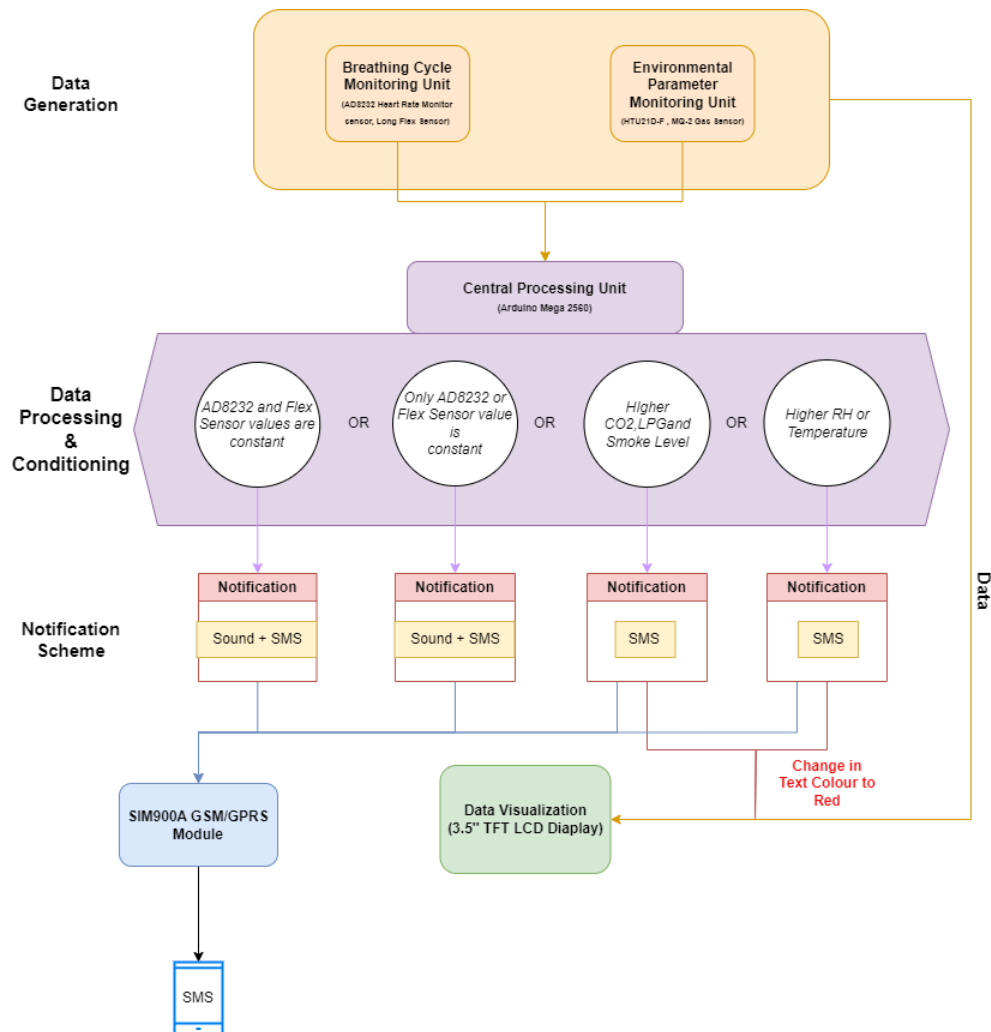 Data
Generation
Breathing Cycle
Monitoring Unit
(AD8232 Heart Rate Monitor
sensor, Long Flex Sensor)
Environmental
Parameter
Monitoring Unit
(HTU21D-F , MQ-2 Gas Sensor)
Central Processing Unit
(Arduino Mega 2560)
Data
Processing
&
Conditioning
AD8232 and Flex
Sensor values are
constant
OR
Only AD8232 or
Flex Sensor value
is
constant
OR
HIgher
CO2,LPGand
Smoke Level
OR
Higher RH or
Temperature
Data
Notification
Scheme
Notification
Sound + SMS
Notification
Sound + SMS
Notification
SMS
Notification
SMS
Change in
Text Colour to
Red
SIM900A GSM/GPRS
Module
Data Visualization
(3.5" TFT LCD Display)
SMS